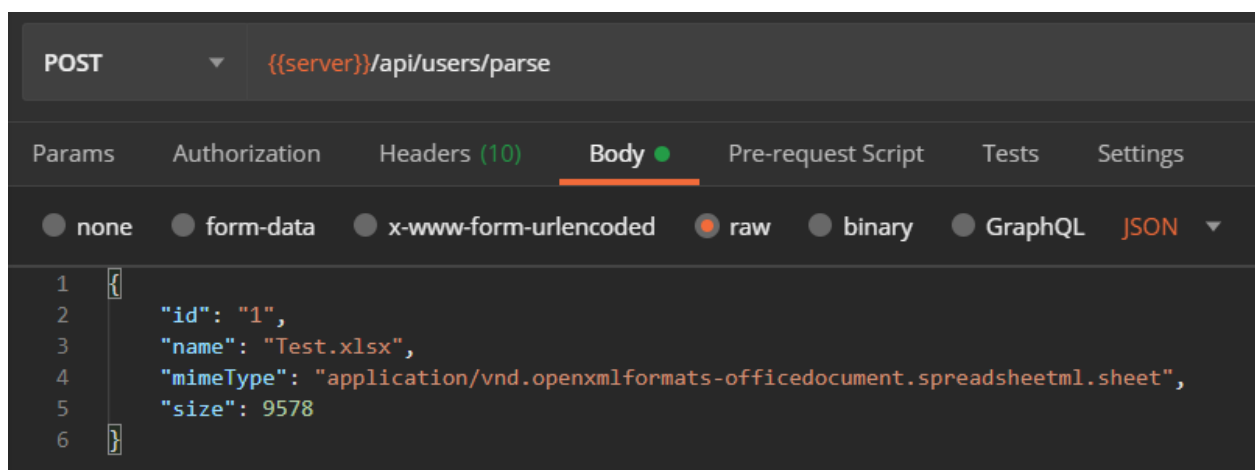 POST {{server}}/api/users/parse
Params Authorization Headers (10) Body Pre-request Script Tests Settings
none form-data x-www-form-urlencoded raw binary GraphQL JSON
1 {
2 "id": "1",
3 "name": "Test.xlsx",
4 "mimeType": "application/vnd.openxmlformats-officedocument.spreadsheetml.sheet",
5 "size": 9578
6 }